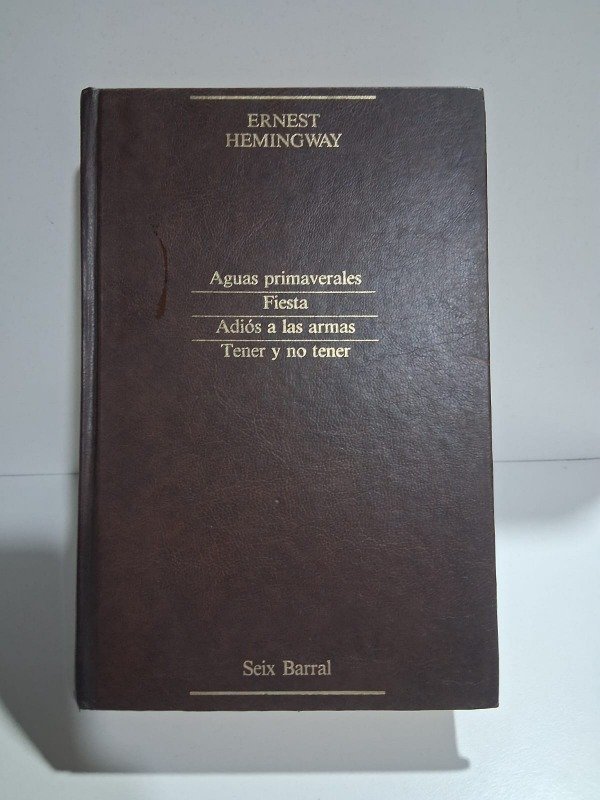 ERNEST
HEMINGWAY
Aguas primaverales
Fiesta
Adiós a las armas
Tener y no tener
Seix Barral